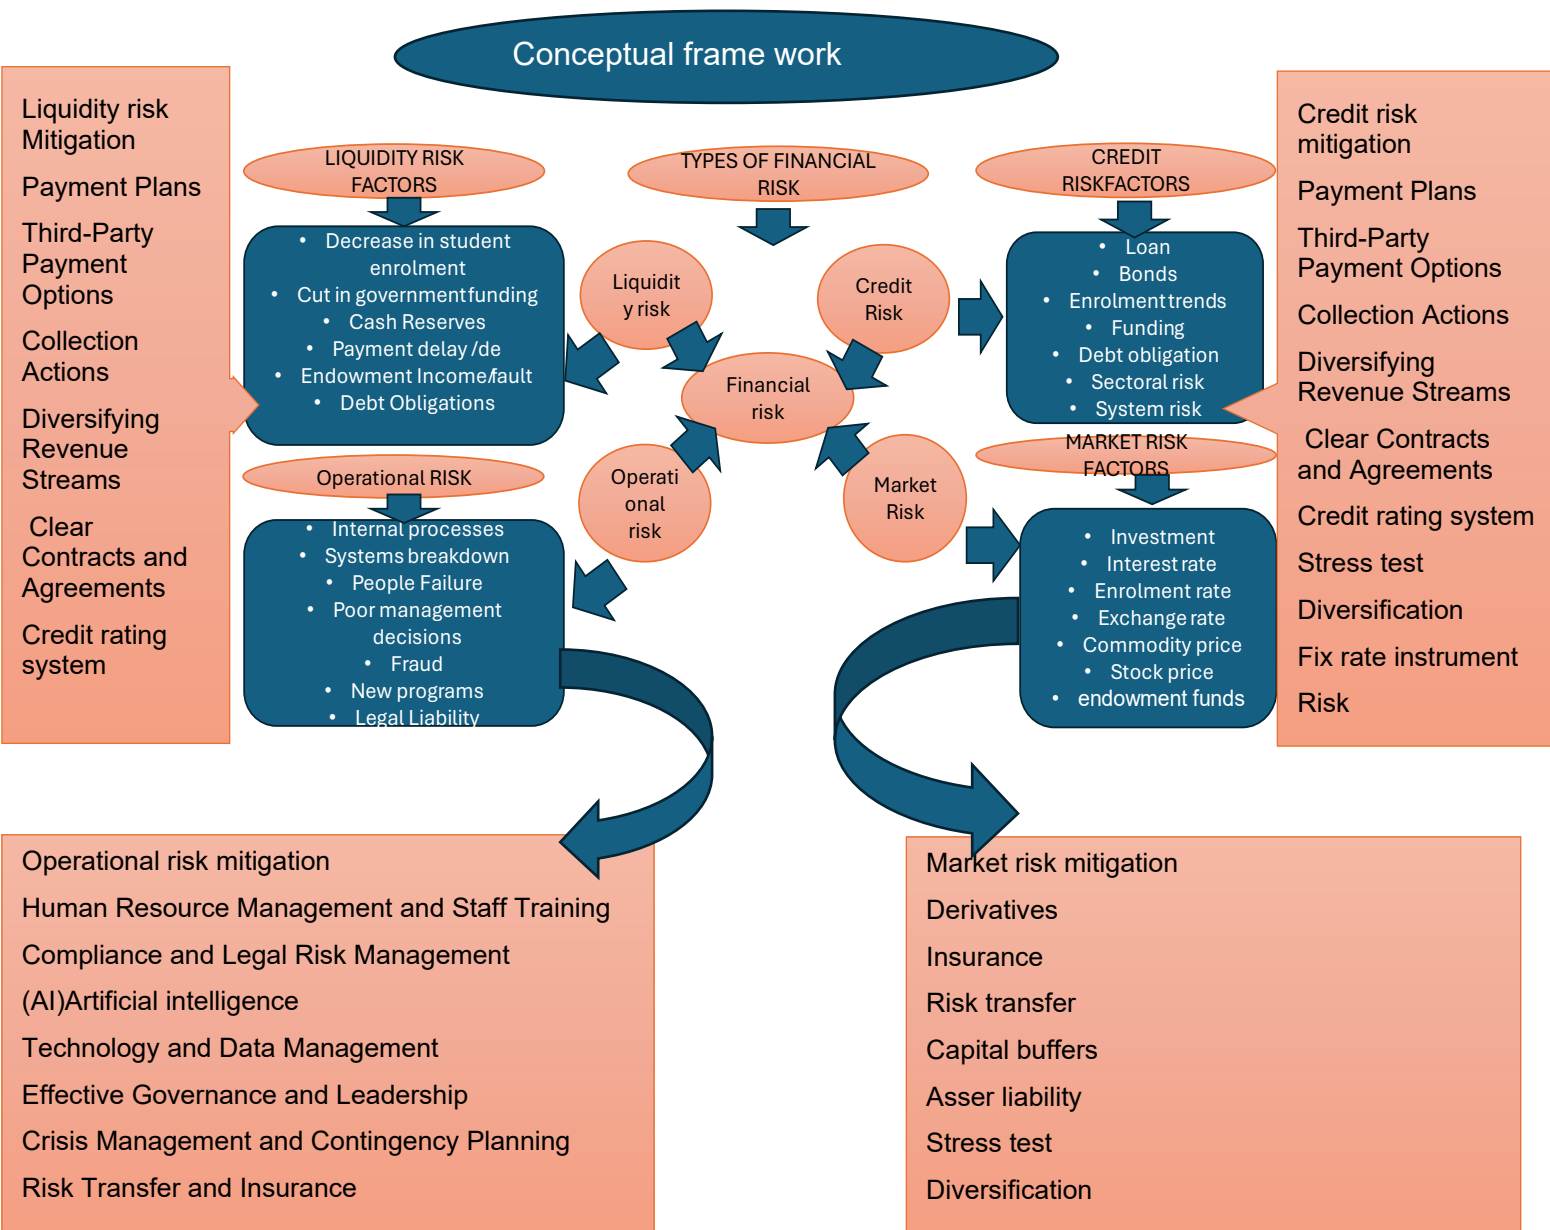 Conceptual frame work
Liquidity risk
Mitigation
Payment Plans
Third-Party
Payment
Options
Collection
Actions
Diversifying
Revenue
Streams
Clear
Contracts and
Agreements
Credit rating
system
LIQUIDITY RISK
FACTORS
• Decrease in student
enrolment
• Cut in government funding
• Cash Reserves
• Payment delay /de
• Endowment Income/fault
• Debt Obligations
Operational RISK
• Internal processes
• Systems breakdown
• People Failure
• Poor management
decisions
• Fraud
• New programs
• Legal Liability
TYPES OF FINANCIAL
RISK
Liquidit
y risk
Credit
Risk
Financial
risk
Operati
onal
risk
Market
Risk
CREDIT
RISKFACTORS
• Loan
• Bonds
• Enrolment trends
• Funding
• Debt obligation
• Sectoral risk
• System risk
MARKET RISK
FACTORS
• Investment
• Interest rate
• Enrolment rate
• Exchange rate
• Commodity price
• Stock price
• endowment funds
Credit risk
mitigation
Payment Plans
Third-Party
Payment Options
Collection Actions
Diversifying
Revenue Streams
Clear Contracts
and Agreements
Credit rating system
Stress test
Diversification
Fix rate instrument
Risk
Operational risk mitigation
Human Resource Management and Staff Training
Compliance and Legal Risk Management
(AI)Artificial intelligence
Technology and Data Management
Effective Governance and Leadership
Crisis Management and Contingency Planning
Risk Transfer and Insurance
Market risk mitigation
Derivatives
Insurance
Risk transfer
Capital buffers
Asser liability
Stress test
Diversification